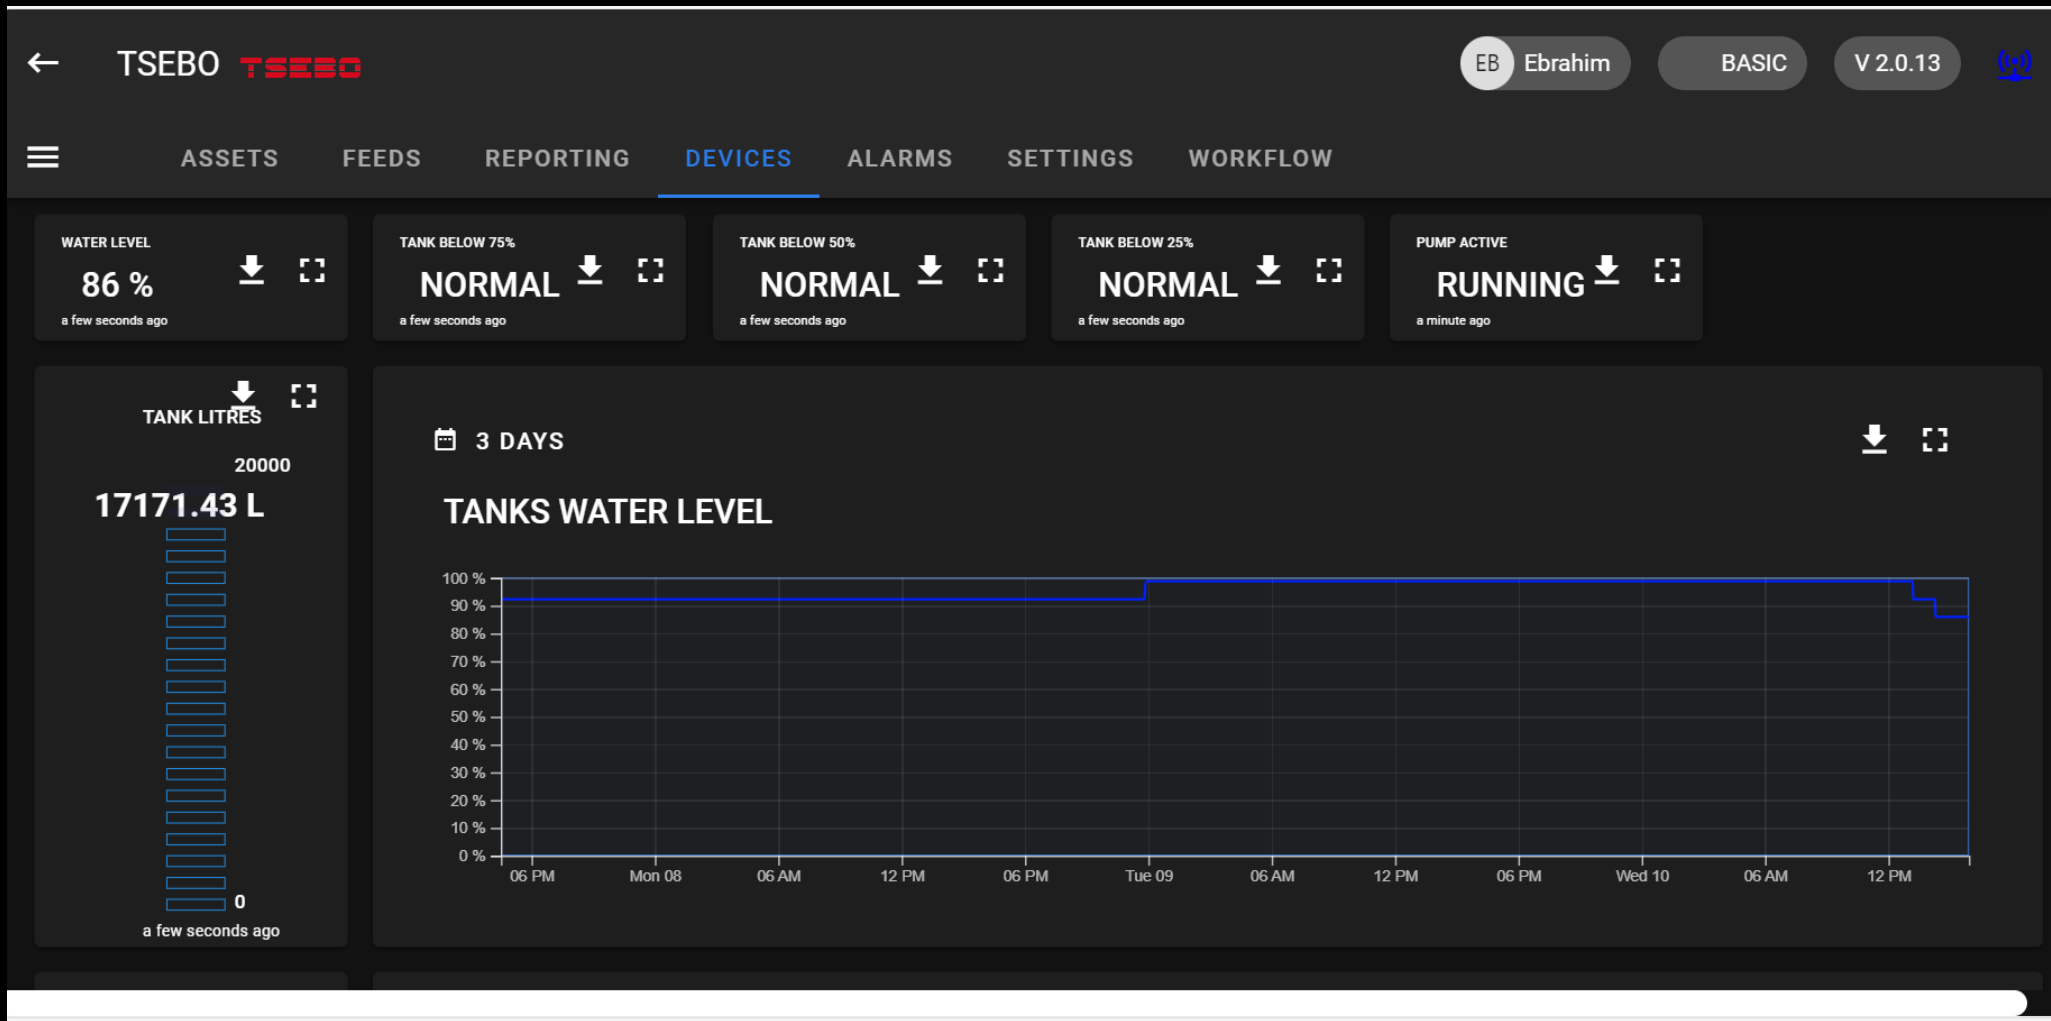 TSEBO TSEBO
EB Ebrahim BASIC V 2.0.13
ASSETS FEEDS REPORTING DEVICES ALARMS SETTINGS WORKFLOW
WATER LEVEL
86 %
a few seconds ago
TANK BELOW 75%
NORMAL
a few seconds ago
TANK BELOW 50%
NORMAL
a few seconds ago
TANK BELOW 25%
NORMAL
a few seconds ago
PUMP ACTIVE
RUNNING
a minute ago
TANK LITRES
20000
17171.43 L
0
a few seconds ago
3 DAYS
TANKS WATER LEVEL
100 %
90 %
80 %
70 %
60 %
50 %
40 %
30 %
20 %
10 %
0 %
06 PM Mon 08 06 AM 12 PM 06 PM Tue 09 06 AM 12 PM 06 PM Wed 10 06 AM 12 PM